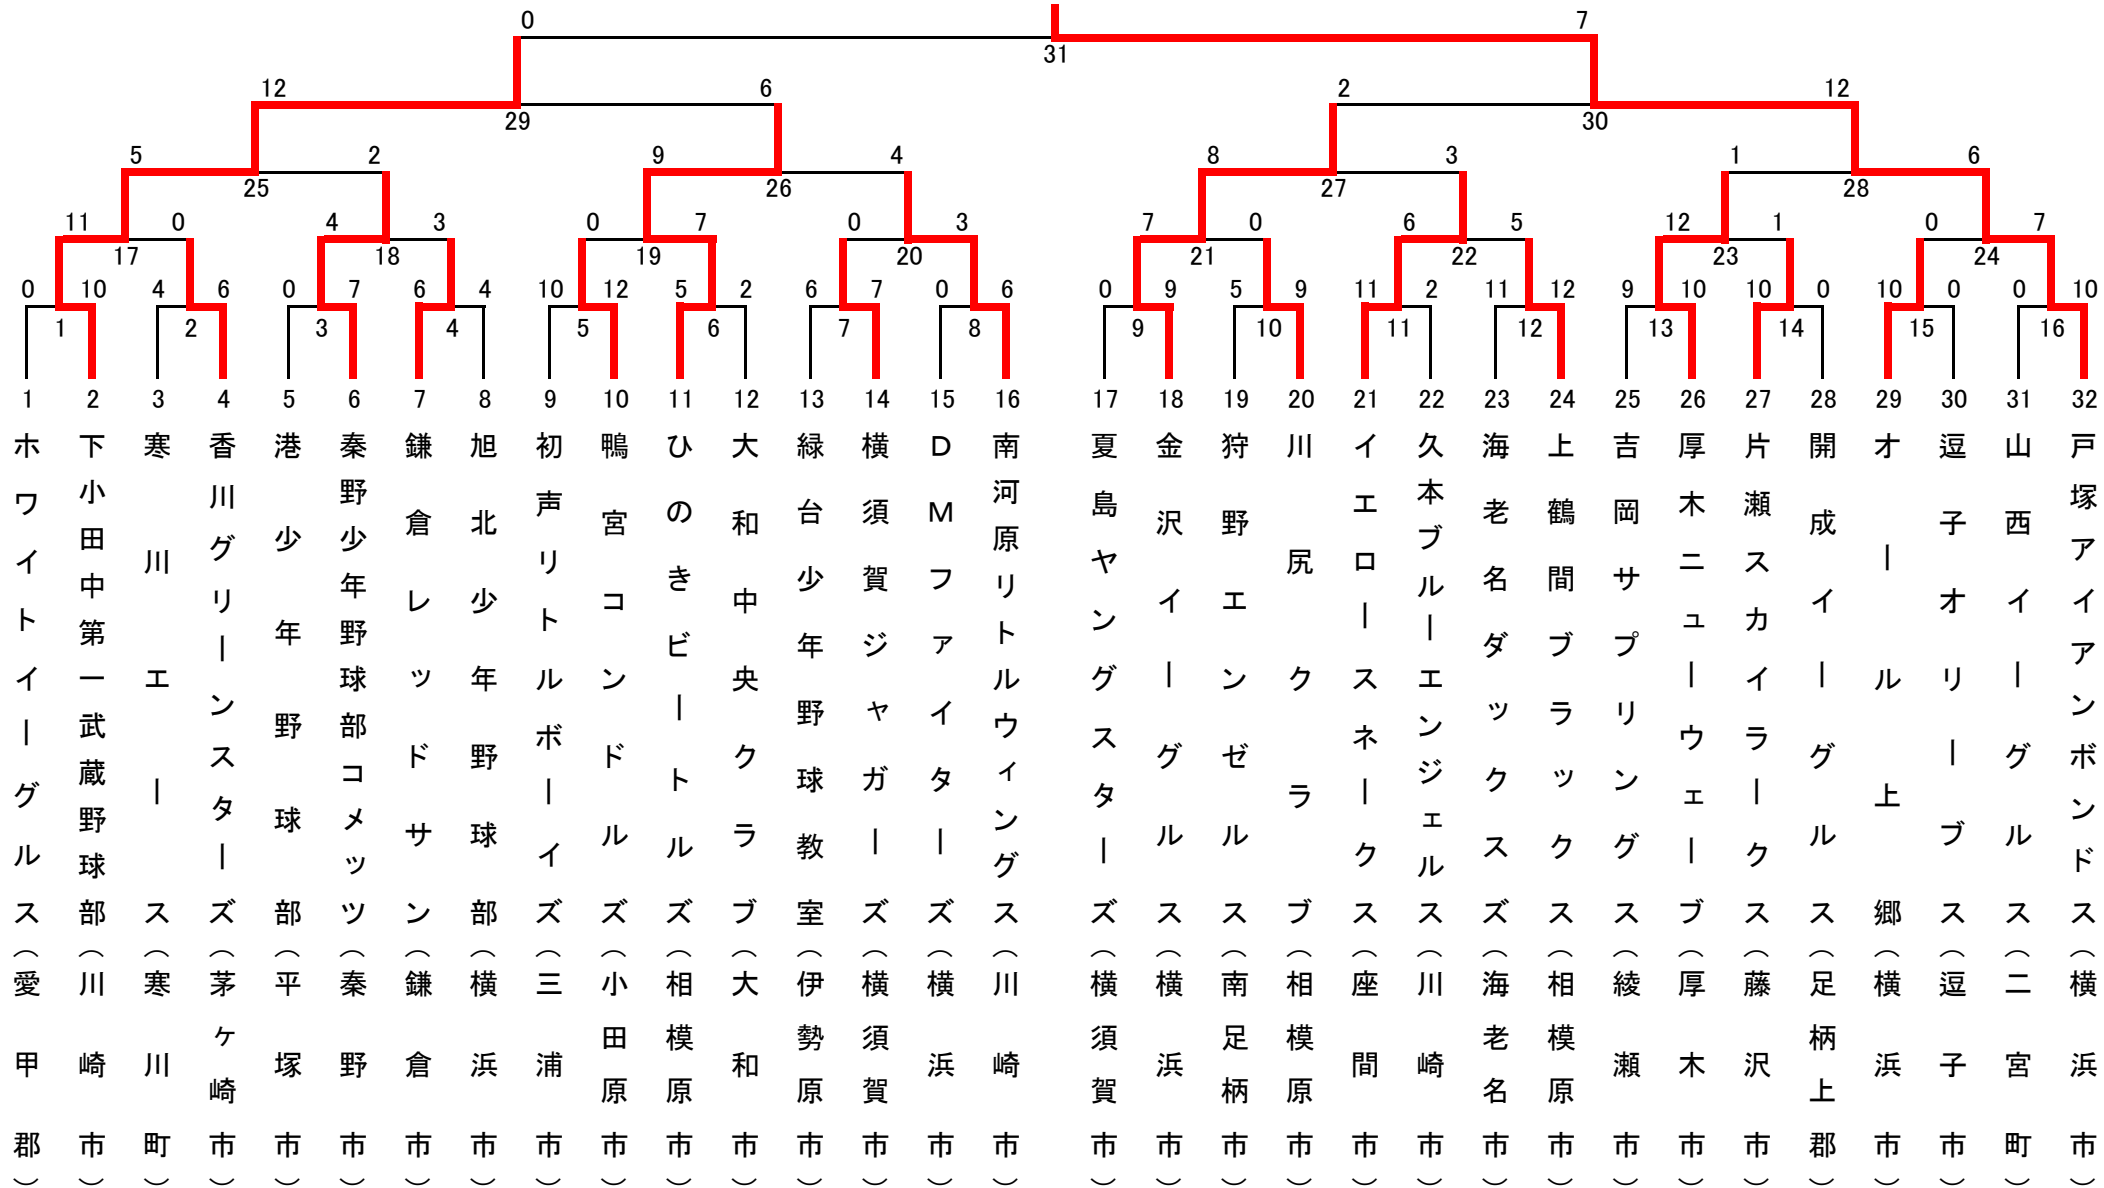 0 7
31
12 6 2 12
29 30
5 2 9 4 8 3 1 6
25 26 27 28
11 0 4 3 0 7 0 3 7 0 6 5 12 1 0 7
17 18 19 20 21 22 23 24
0 10 4 6 0 7 6 4 10 12 5 2 6 7 0 6 0 9 5 9 11 2 11 12 9 10 10 0 10 0 0 10
1 2 3 4 5 6 7 8 9 10 11 12 13 14 15 16
1 2 3 4 5 6 7 8 9 10 11 12 13 14 15 16 17 18 19 20 21 22 23 24 25 26 27 28 29 30 31 32
ホワイトイーグルス（愛甲郡）
下小田中第一武蔵野球部（川崎市）
寒川エース（寒川町）
香川グリーンスターズ（茅ヶ崎市）
港少年野球部（平塚市）
秦野少年野球部コメッツ（秦野市）
鎌倉レッドサン（鎌倉市）
旭北少年野球部（横浜市）
初声リトルボーイズ（三浦市）
鴨宮コンドルズ（小田原市）
ひのきビートルズ（相模原市）
大和中央クラブ（大和市）
緑台少年野球教室（伊勢原市）
横須賀ジャガーズ（横須賀市）
ＤＭファイターズ（横浜市）
南河原リトルウィングス（川崎市）
夏島ヤングスターズ（横須賀市）
金沢イーグルス（横浜市）
狩野エンゼルス（南足柄市）
川尻クラブ（相模原市）
イエロースネークス（座間市）
久本ブルーエンジェルス（川崎市）
海老名ダックスズ（海老名市）
上鶴間ブラックス（相模原市）
吉岡サプリングス（綾瀬市）
厚木ニューウェーブ（厚木市）
片瀬スカイラークス（藤沢市）
開成イーグルス（足柄上郡）
オール上郷（横浜市）
逗子オリーブス（逗子市）
山西イーグルス（二宮町）
戸塚アイアンボンドス（横浜市）